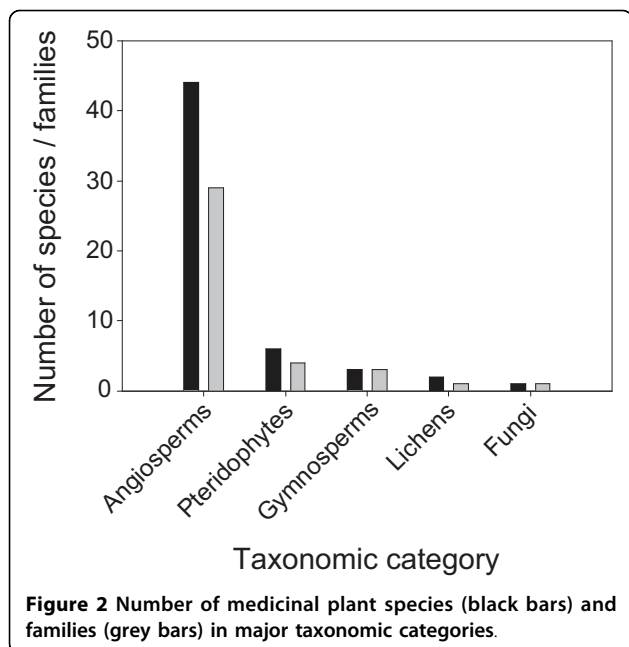 Number of species / families
50
40
30
20
10
0
Angiosperms
Pteridophytes
Gymnosperms
Lichens
Fungi
Taxonomic category
Figure 2 Number of medicinal plant species (black bars) and
families (grey bars) in major taxonomic categories.